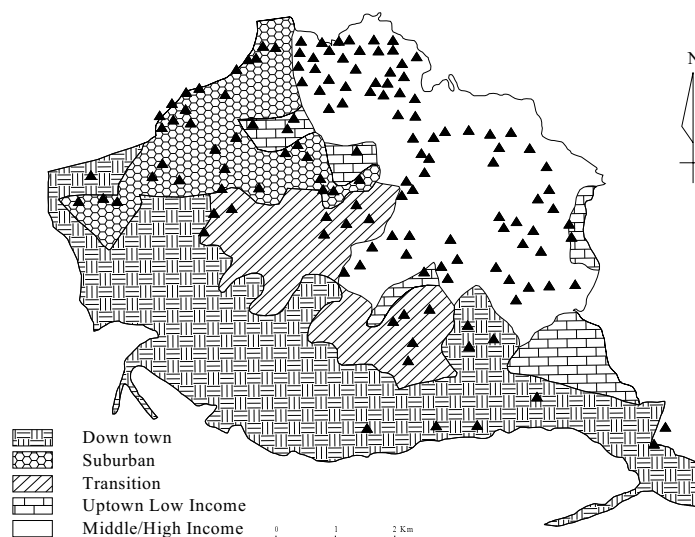 N
Down town
Suburban
Transition
Uptown Low Income
Middle/High Income
0 1 2 Km